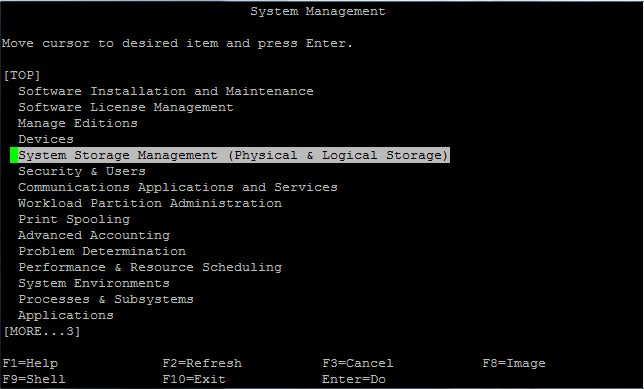 System Management
Move cursor to desired item and press Enter.
[TOP]
Software Installation and Maintenance
Software License Management
Manage Editions
Devices
System Storage Management (Physical & Logical Storage)
Security & Users
Communications Applications and Services
Workload Partition Administration
Print Spooling
Advanced Accounting
Problem Determination
Performance & Resource Scheduling
System Environments
Processes & Subsystems
Applications
[MORE...3]
F1=Help F2=Refresh F3=Cancel F8=Image
F9=Shell F10=Exit Enter=Do